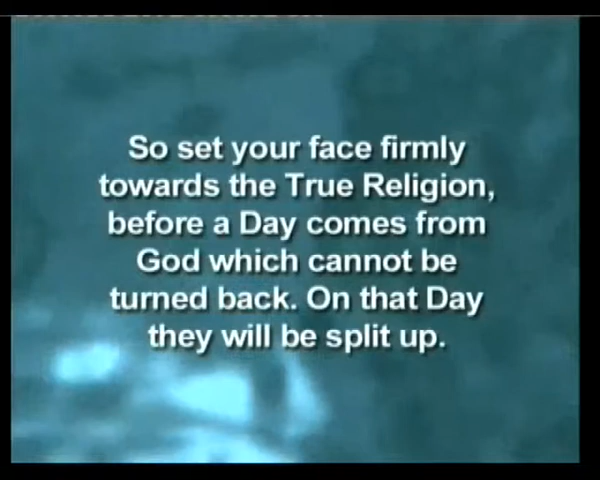 So set your face firmly
towards the True Religion,
before a Day comes from
God which cannot be
turned back. On that Day
they will be split up.